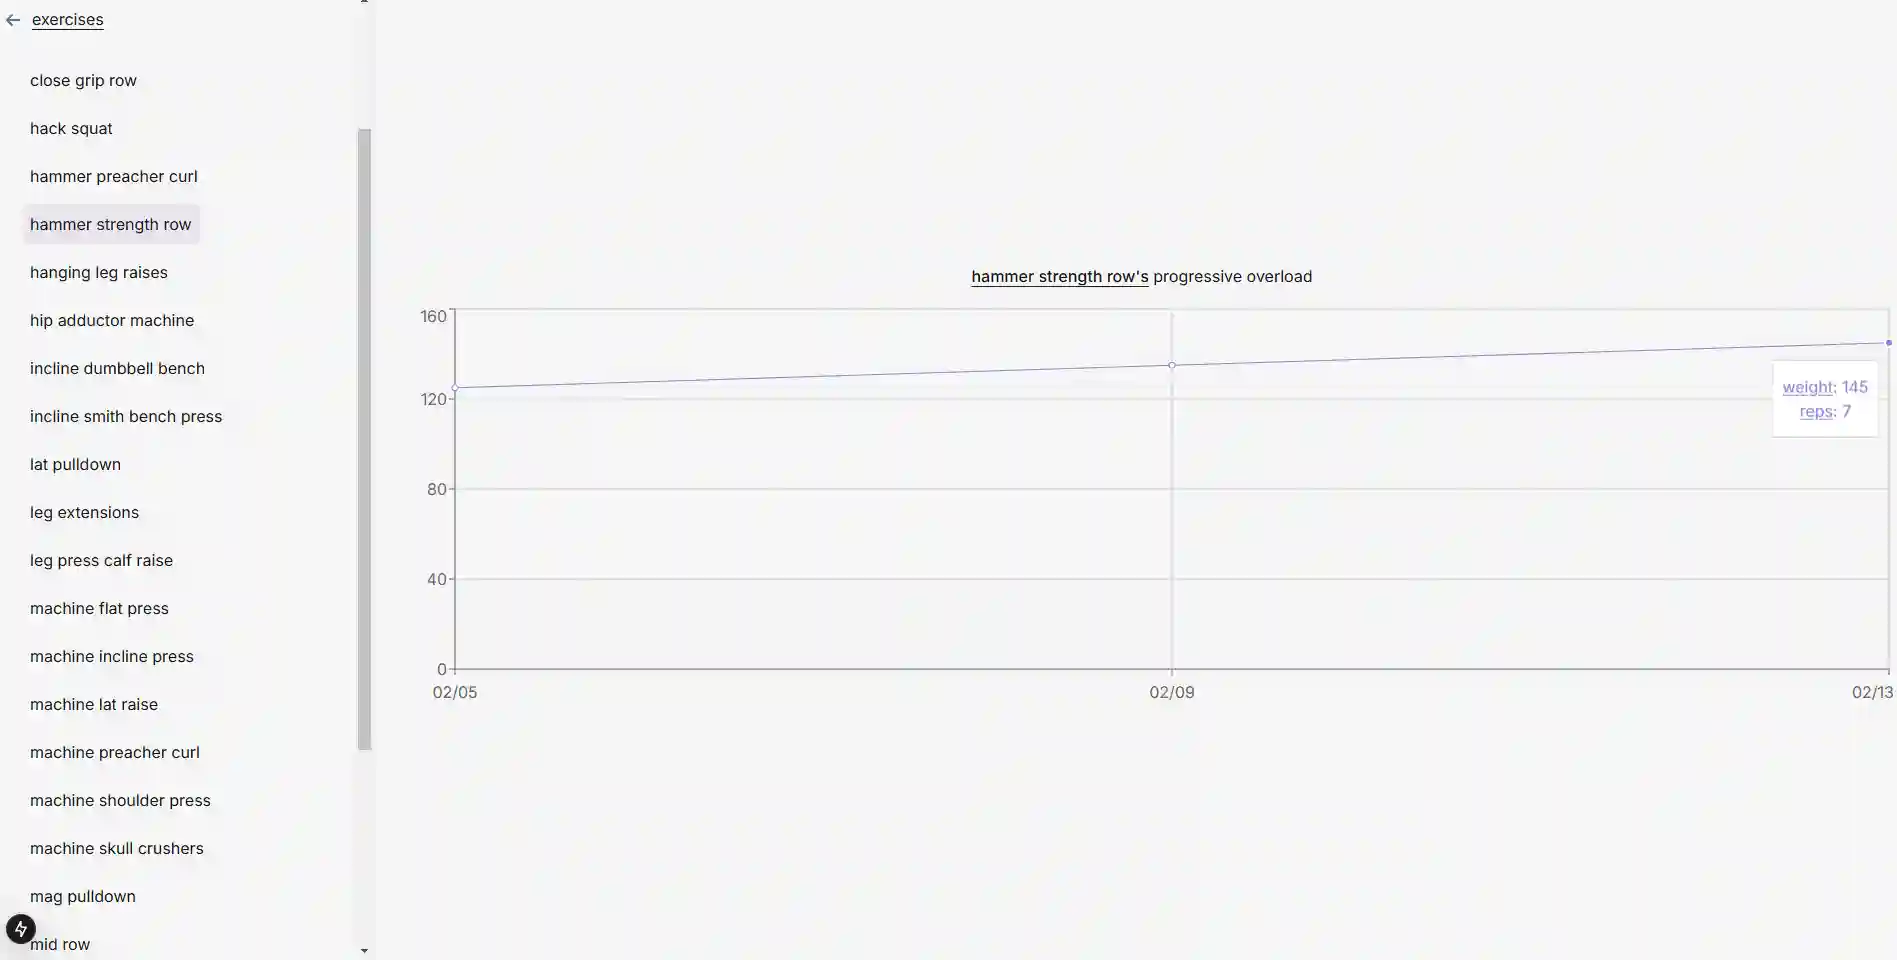 exercises
close grip row
hack squat
hammer preacher curl
hammer strength row
hanging leg raises
hip adductor machine
incline dumbbell bench
incline smith bench press
lat pulldown
leg extensions
leg press calf raise
machine flat press
machine incline press
machine lat raise
machine preacher curl
machine shoulder press
machine skull crushers
mag pulldown
mid row
hammer strength row's progressive overload
160
120
80
40
0
02/05
02/09
02/13
weight: 145
reps: 7